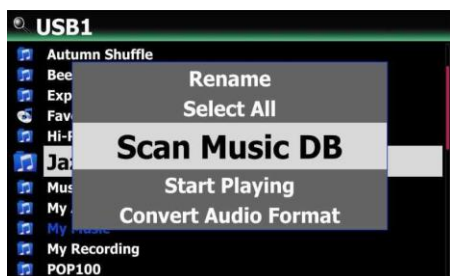 USB1
Autumn Shuffle
Bee
Exp
Fav
Hi-F
Jaz
Mus
My
My Music
My Recording
POP100
Rename
Select All
Scan Music DB
Start Playing
Convert Audio Format